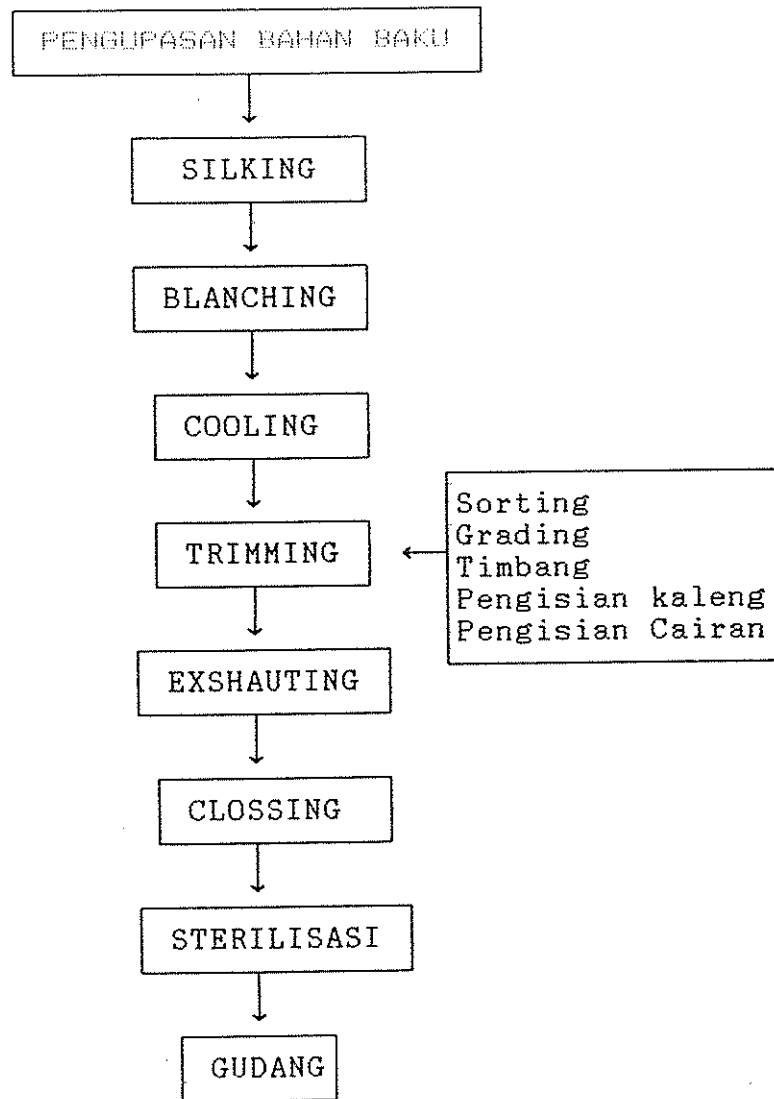 PENGUPASAN BAHAN BAKU
SILKING
BLANCHING
COOLING
TRIMMING
Sorting
Grading
Timbang
Pengisian kaleng
Pengisian Cairan
EXSHAUTING
CLOSSING
STERILISASI
GUDANG